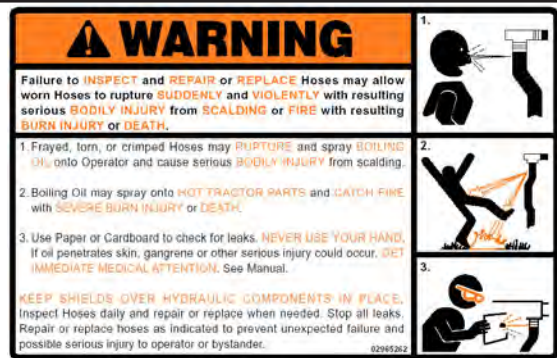 WARNING
Failure to INSPECT and REPAIR or REPLACE Hoses may allow
worn Hoses to rupture SUDDENLY and VIOLENTLY with resulting
serious BODILY INJURY from SCALDING or FIRE with resulting
BURN INJURY or DEATH.
1. Frayed, torn, or crimped Hoses may RUPTURE and spray BOILING
OIL onto Operator and cause serious BODILY INJURY from scalding.
2. Boiling Oil may spray onto HOT TRACTOR PARTS and CATCH FIRE
with SEVERE BURN INJURY or DEATH.
3. Use Paper or Cardboard to check for leaks. NEVER USE YOUR HAND.
If oil penetrates skin, gangrene or other serious injury could occur. GET
IMMEDIATE MEDICAL ATTENTION. See Manual.
KEEP SHIELDS OVER HYDRAULIC COMPONENTS IN PLACE.
Inspect Hoses daily and repair or replace when needed. Stop all leaks.
Repair or replace hoses as indicated to prevent unexpected failure and
possible serious injury to operator or bystander.
02965262
1.
2.
3.